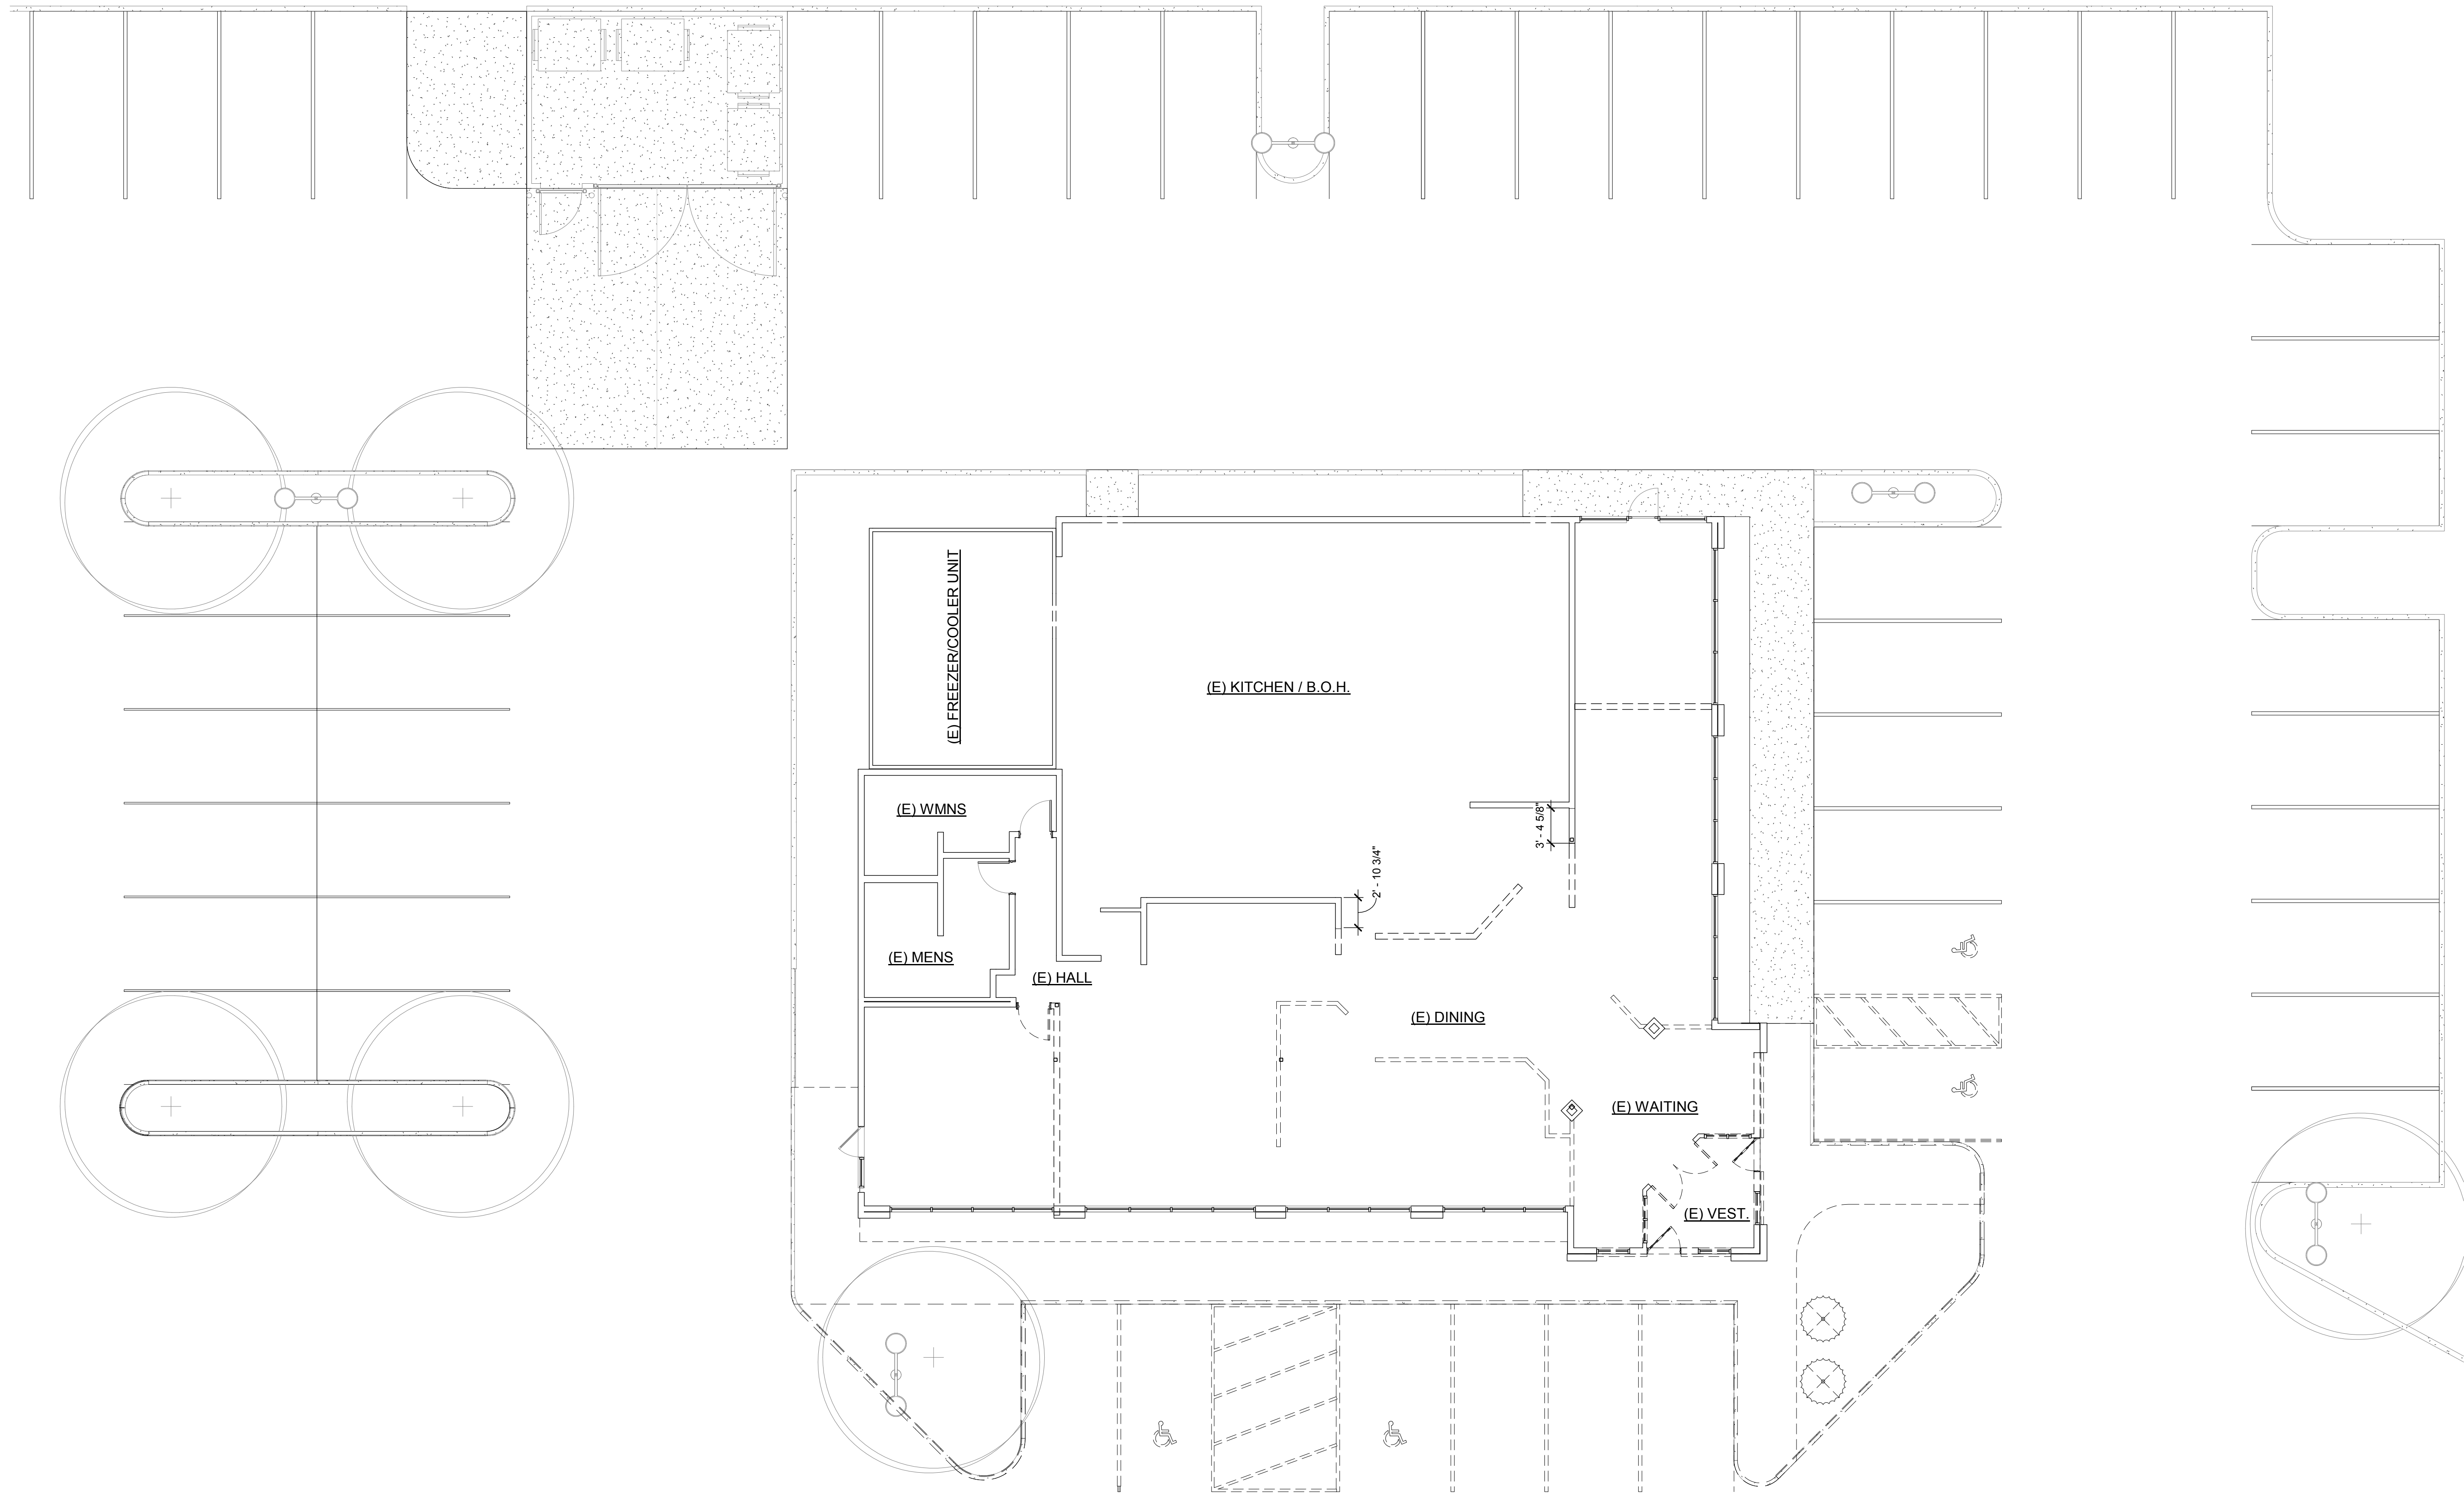 (E) FREEZER/COOLER UNIT
(E) KITCHEN / B.O.H.
(E) WMNS
3' - 4 5/8"
2' - 10 3/4"
(E) MENS
(E) HALL
(E) DINING
(E) WAITING
(E) VEST.